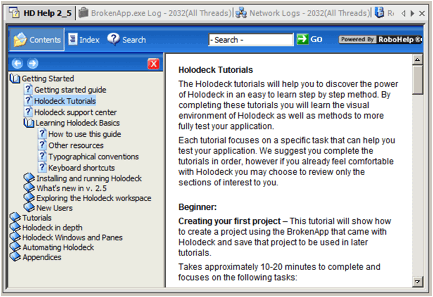 HD Help 2_5 BrokenApp.exe Log - 2032(All Threads) Network Logs - 2032(All Threads)
Contents Index Search - Search - GO Powered By RoboHelp
Getting Started
Getting started guide
Holodeck Tutorials
Holodeck support center
Learning Holodeck Basics
How to use this guide
Other resources
Typographical conventions
Keyboard shortcuts
Installing and running Holodeck
What's new in v. 2.5
Exploring the Holodeck workspace
New Users
Tutorials
Holodeck in depth
Holodeck Windows and Panes
Automating Holodeck
Appendices
Holodeck Tutorials
The Holodeck tutorials will help you to discover the power
of Holodeck in an easy to learn step by step method. By
completing these tutorials you will learn the visual
environment of Holodeck as well as methods to more
fully test your application.
Each tutorial focuses on a specific task that can help you
test your application. We suggest you complete the
tutorials in order, however if you already feel comfortable
with Holodeck you may choose to review only the
sections of interest to you.
Beginner:
Creating your first project – This tutorial will show how
to create a project using the BrokenApp that came with
Holodeck and save that project to be used in later
tutorials.
Takes approximately 10-20 minutes to complete and
focuses on the following tasks: